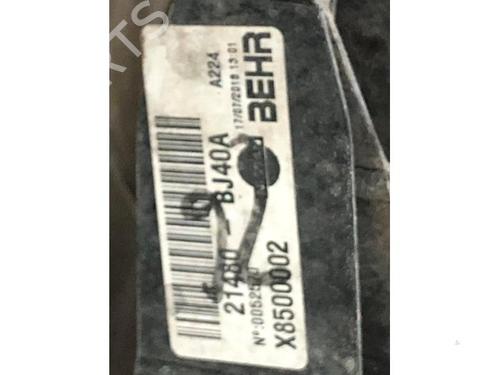 A224
17/07/2018 13:01
BEHR
21480 - BJ40A
X8500002